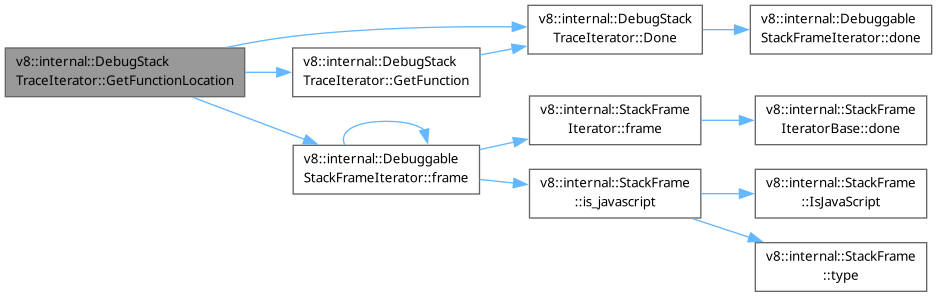 v8::internal::DebugStack
TraceIterator::GetFunctionLocation
v8::internal::DebugStack
TraceIterator::GetFunction
v8::internal::Debuggable
StackFrameIterator::frame
v8::internal::DebugStack
TraceIterator::Done
v8::internal::StackFrame
Iterator::frame
v8::internal::StackFrame
::is_javascript
v8::internal::Debuggable
StackFrameIterator::done
v8::internal::StackFrame
IteratorBase::done
v8::internal::StackFrame
::IsJavaScript
v8::internal::StackFrame
::type